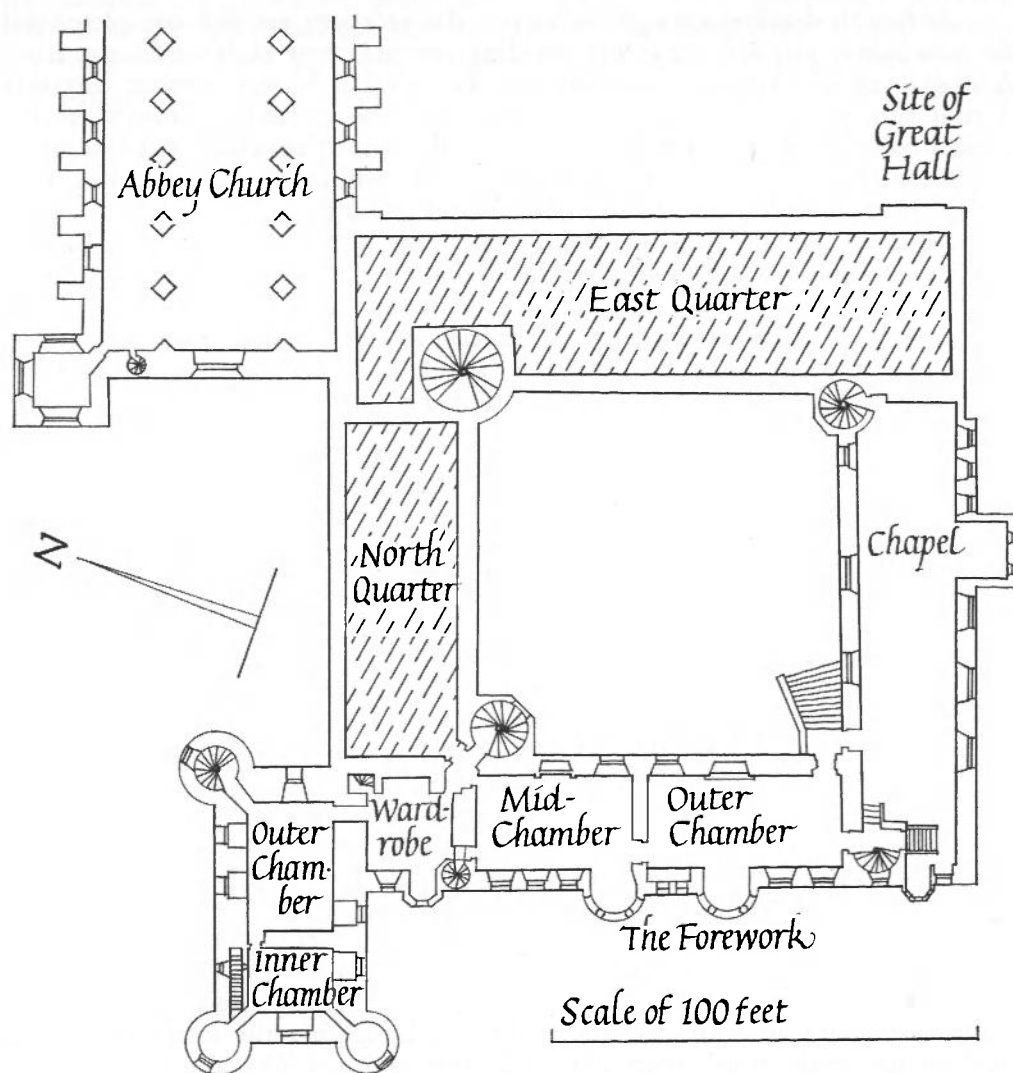 Site of
Great
Hall
Abbey Church
East Quarter
Chapel
North
Quarter
N
Ward-
robe
Mid-
Chamber
Outer
Chamber
Outer
Cham-
ber
Inner
Chamber
The Forework
Scale of 100 feet